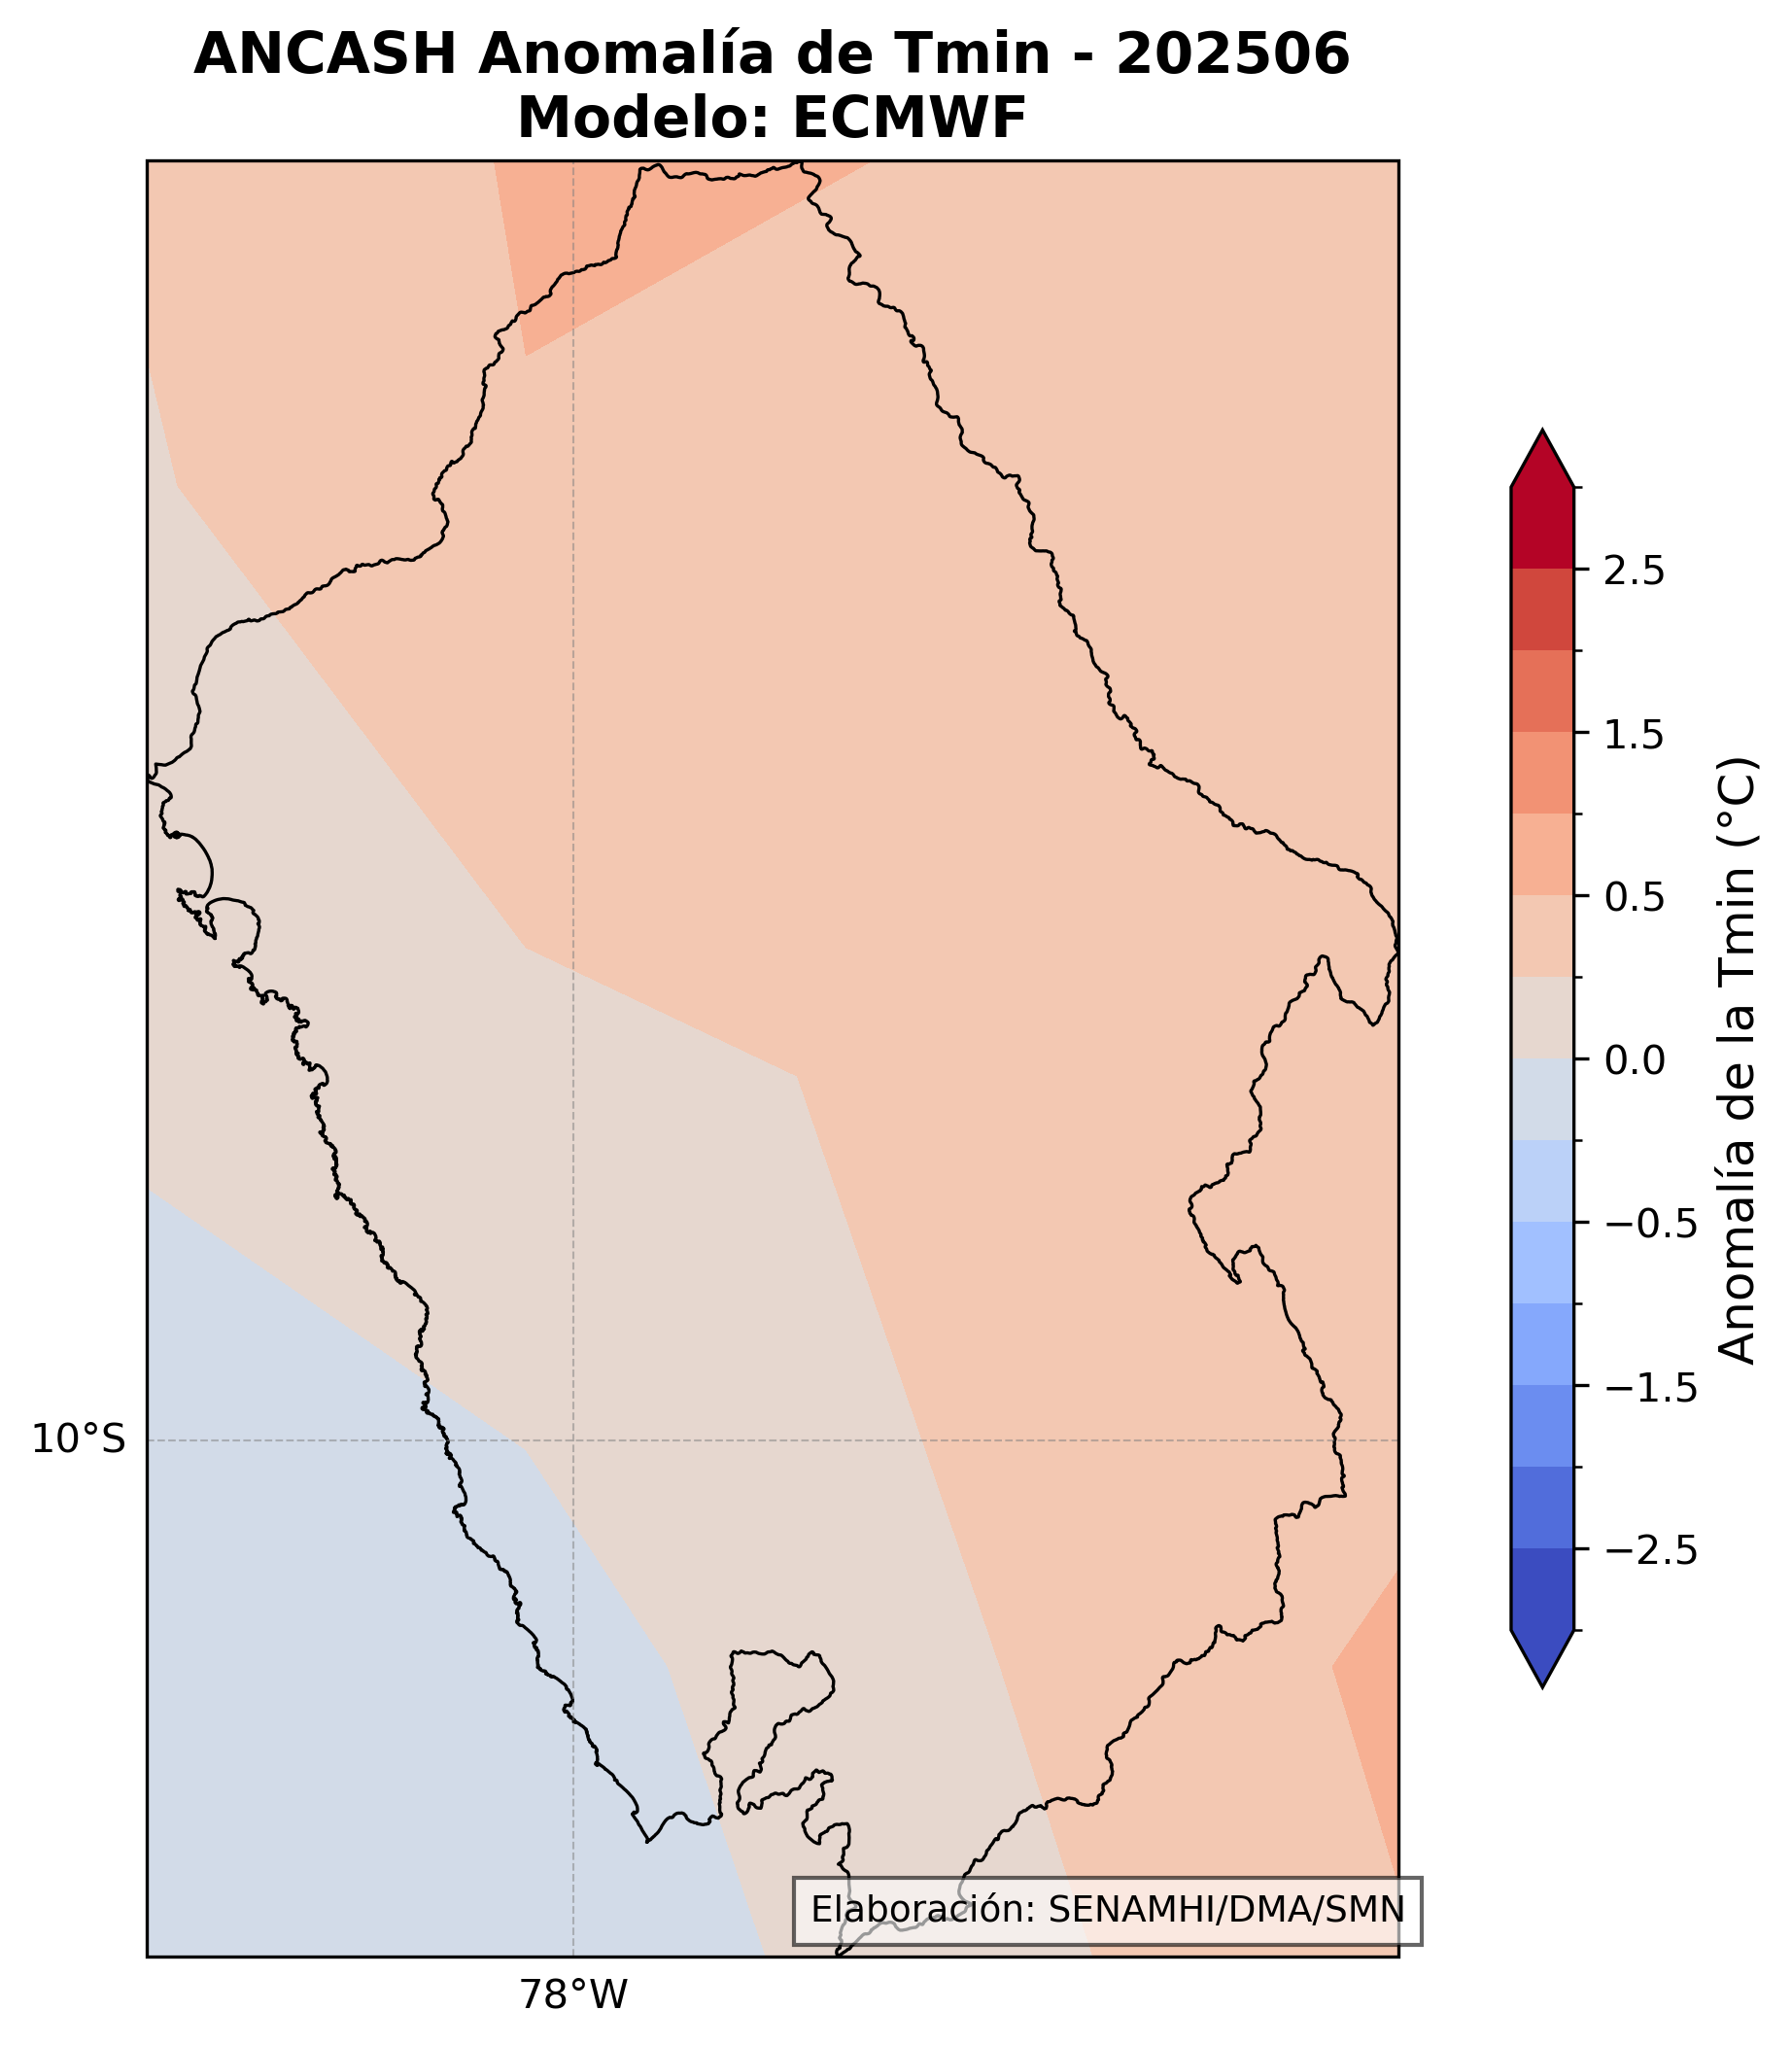 ANCASH Anomalía de Tmin - 202506
Modelo: ECMWF
2.5
1.5
0.5
0.0
−0.5
−1.5
−2.5
Anomalía de la Tmin (°C)
10°S
78°W
Elaboración: SENAMHI/DMA/SMN